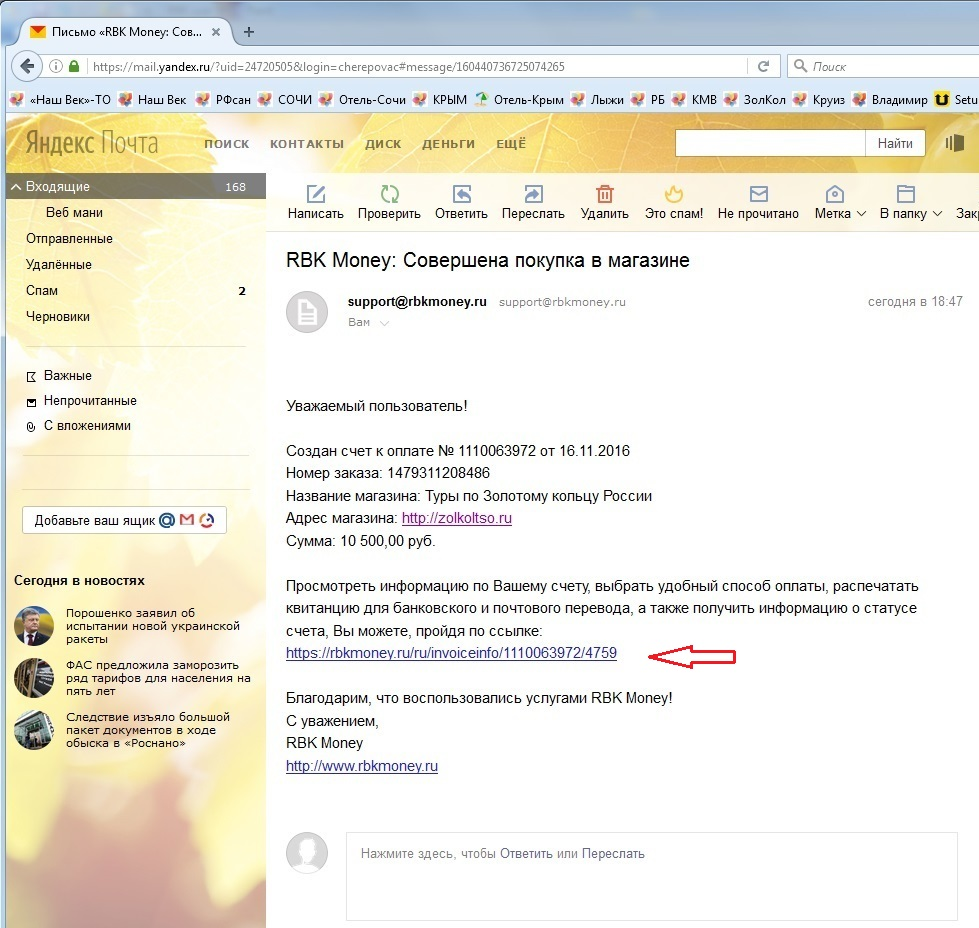 Письмо «RBK Money: Сов...
https://mail.yandex.ru/?uid=24720505&login=cherepovac#message/160440736725074265
Поиск
«Наш Век»-ТО Наш Век РФсан СОЧИ Отель-Сочи КРЫМ Отель-Крым Лыжи РБ КМВ ЗолКол Круиз Владимир Setu
Яндекс Почта
ПОИСК КОНТАКТЫ ДИСК ДЕНЬГИ ЕЩЁ
Найти
Входящие 168
Веб мани
Отправленные
Удалённые
Спам 2
Черновики
Важные
Непрочитанные
С вложениями
Добавьте ваш ящик
Сегодня в новостях
Порошенко заявил об
испытании новой украинской
ракеты
ФАС предложила заморозить
ряд тарифов для населения на
пять лет
Следствие изъяло большой
пакет документов в ходе
обыска в «Роснано»
Написать Проверить Ответить Переслать Удалить Это спам! Не прочитано Метка В папку Зак
RBK Money: Совершена покупка в магазине
support@rbkmoney.ru support@rbkmoney.ru сегодня в 18:47
Вам
Уважаемый пользователь!
Создан счет к оплате № 1110063972 от 16.11.2016
Номер заказа: 1479311208486
Название магазина: Туры по Золотому кольцу России
Адрес магазина: http://zolkoltso.ru
Сумма: 10 500,00 руб.
Просмотреть информацию по Вашему счету, выбрать удобный способ оплаты, распечатать
квитанцию для банковского и почтового перевода, а также получить информацию о статусе
счета, Вы можете, пройдя по ссылке:
https://rbkmoney.ru/ru/invoiceinfo/1110063972/4759
Благодарим, что воспользовались услугами RBK Money!
С уважением,
RBK Money
http://www.rbkmoney.ru
Нажмите здесь, чтобы Ответить или Переслать